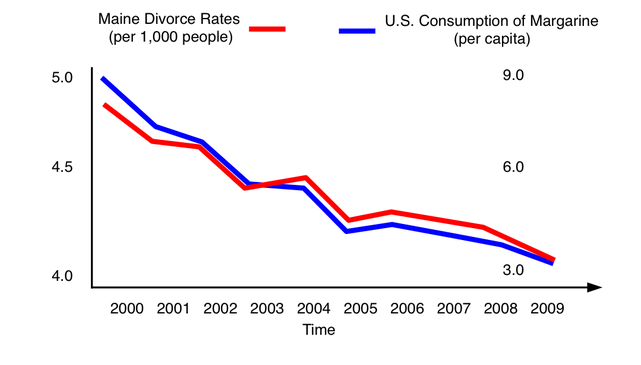 Maine Divorce Rates
(per 1,000 people)
U.S. Consumption of Margarine
(per capita)
5.0
9.0
4.5
6.0
4.0
3.0
2000 2001 2002 2003 2004 2005 2006 2007 2008 2009
Time